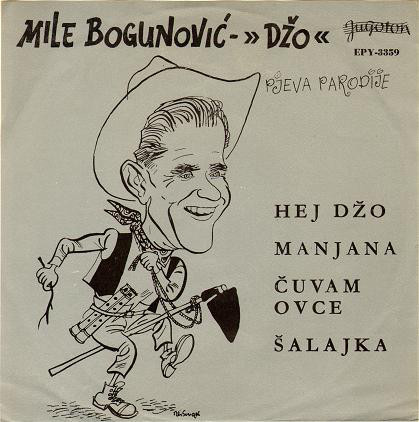 MILE BOGUNOVIĆ-»DŽO«
Jugoton
EPY-3359
PJEVA PARODIJE
HEJ DŽO
MANJANA
ČUVAM
OVCE
ŠALAJKA